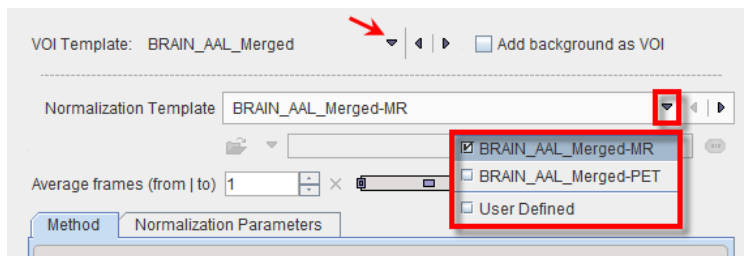 VOI Template: BRAIN_AAL_Merged Add background as VOI
Normalization Template BRAIN_AAL_Merged-MR
BRAIN_AAL_Merged-MR
BRAIN_AAL_Merged-PET
Average frames (from | to) 1
User Defined
Method Normalization Parameters